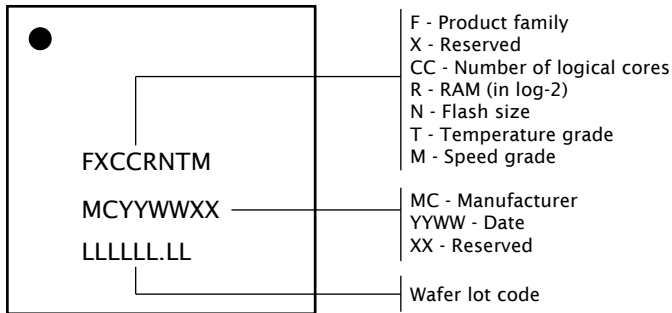 F - Product family
X - Reserved
CC - Number of logical cores
R - RAM (in log-2)
N - Flash size
T - Temperature grade
M - Speed grade
FXCCRNTM
MCYYWWXX
MC - Manufacturer
YYWW - Date
XX - Reserved
LLLLLL.LL
Wafer lot code